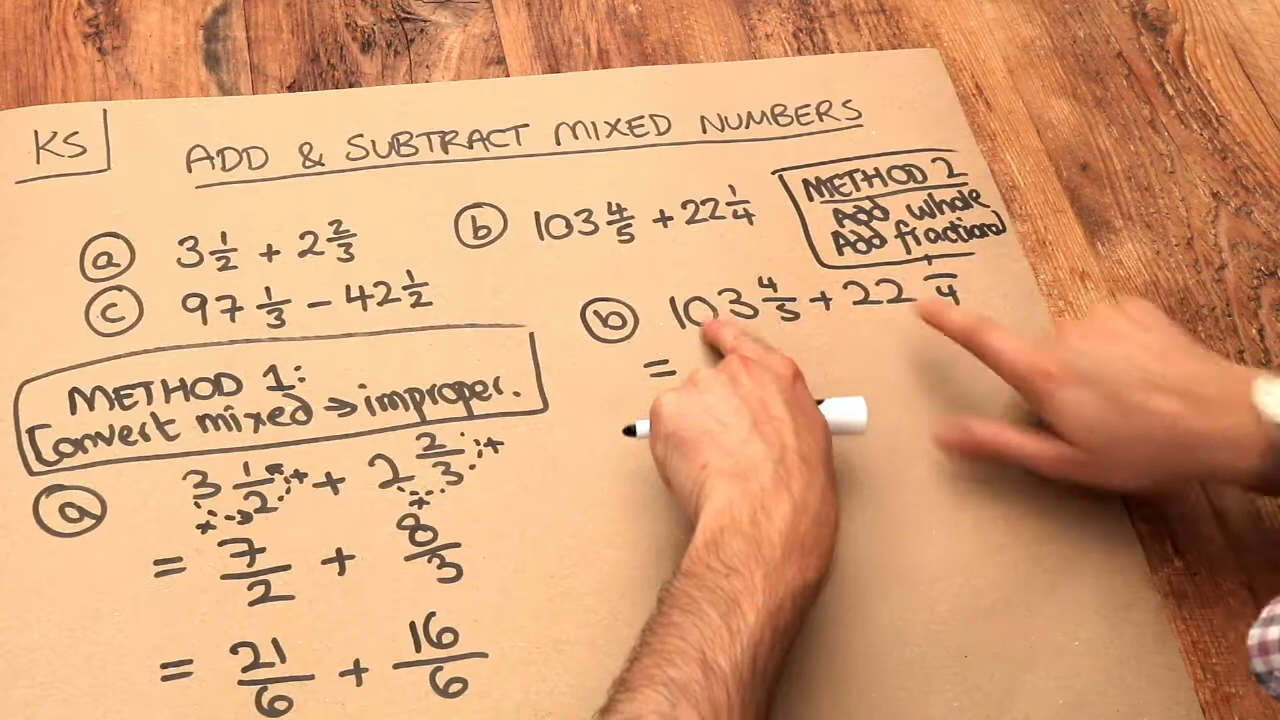 KS
ADD & SUBTRACT MIXED NUMBERS
(a) 3 1/2 + 2 2/3
(b) 103 4/5 + 22 1/4
(c) 97 1/3 - 42 1/2
METHOD 2
Add whole
Add fractions
METHOD 1:
Convert mixed → improper.
(a) 3 1/2 + 2 2/3
= 7/2 + 8/3
= 21/6 + 16/6
(b) 103 4/5 + 22 1/4
=